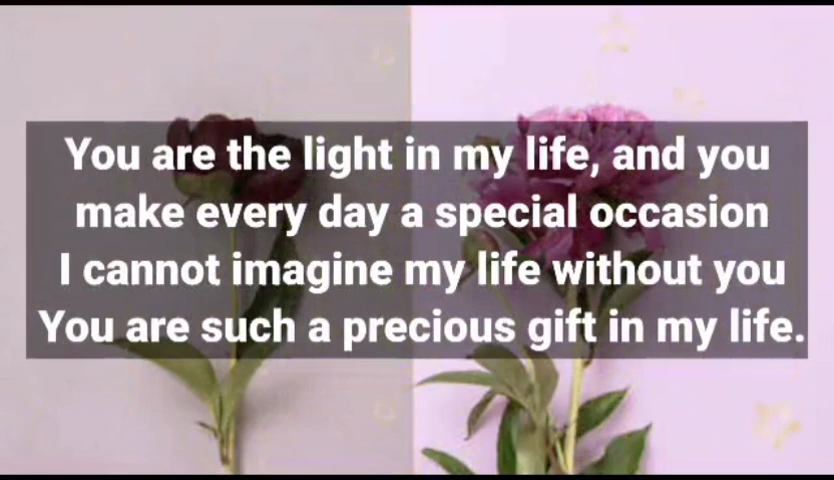 You are the light in my life, and you
make every day a special occasion
I cannot imagine my life without you
You are such a precious gift in my life.